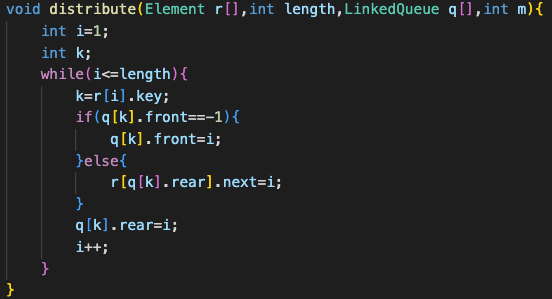 void distribute(Element r[],int length,LinkedQueue q[],int m){
    int i=1;
    int k;
    while(i<=length){
        k=r[i].key;
        if(q[k].front==-1){
            q[k].front=i;
        }else{
            r[q[k].rear].next=i;
        }
        q[k].rear=i;
        i++;
    }
}